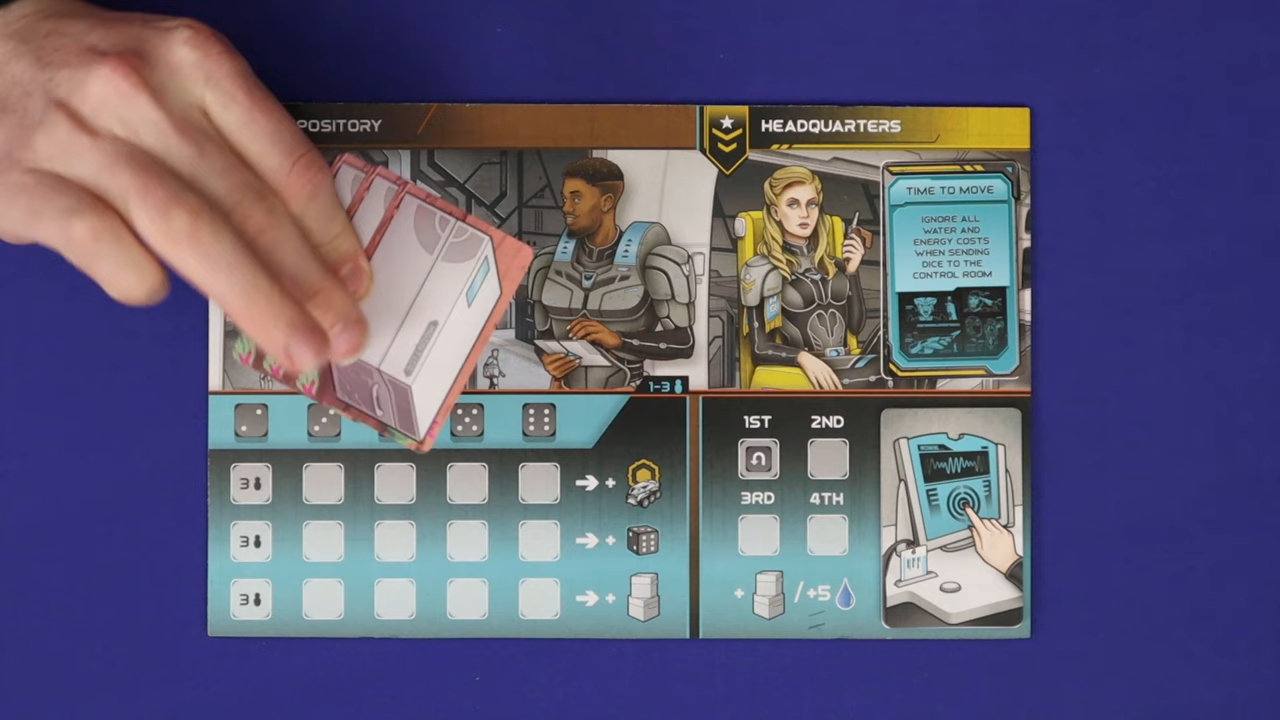 POSITORY
HEADQUARTERS
TIME TO MOVE
IGNORE ALL
WATER AND
ENERGY COSTS
WHEN SENDING
DICE TO THE
CONTROL ROOM
1-3
1ST 2ND
3
3RD 4TH
3
3
+ / +5